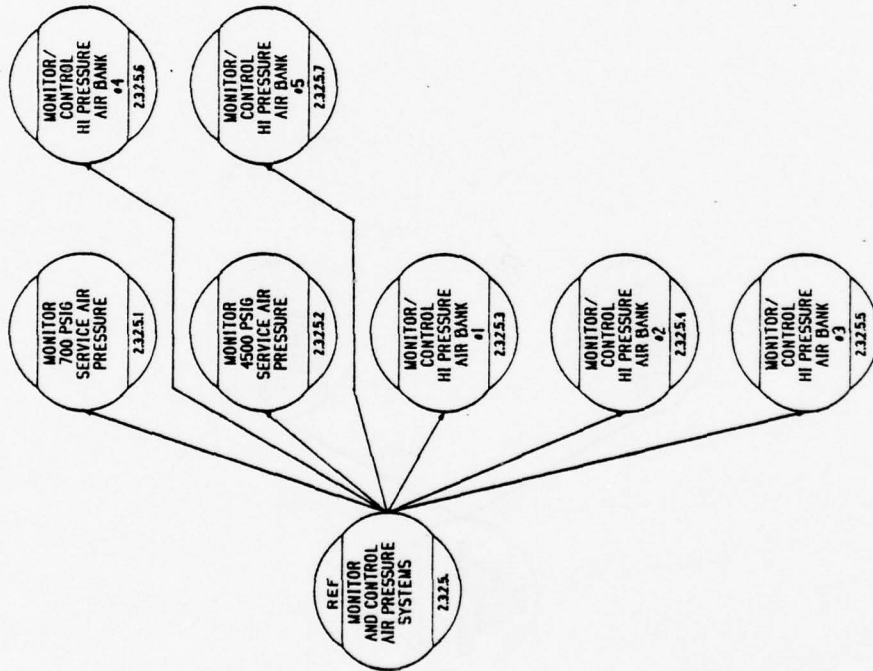 REF
MONITOR
AND CONTROL
AIR PRESSURE
SYSTEMS
2.3.2.5.
MONITOR
700 PSIG
SERVICE AIR
PRESSURE
2.3.2.5.1
MONITOR
4500 PSIG
SERVICE AIR
PRESSURE
2.3.2.5.2
MONITOR/
CONTROL
HI PRESSURE
AIR BANK
#1
2.3.2.5.3
MONITOR/
CONTROL
HI PRESSURE
AIR BANK
#2
2.3.2.5.4
MONITOR/
CONTROL
HI PRESSURE
AIR BANK
#3
2.3.2.5.5
MONITOR/
CONTROL
HI PRESSURE
AIR BANK
#4
2.3.2.5.6
MONITOR/
CONTROL
HI PRESSURE
AIR BANK
#5
2.3.2.5.7